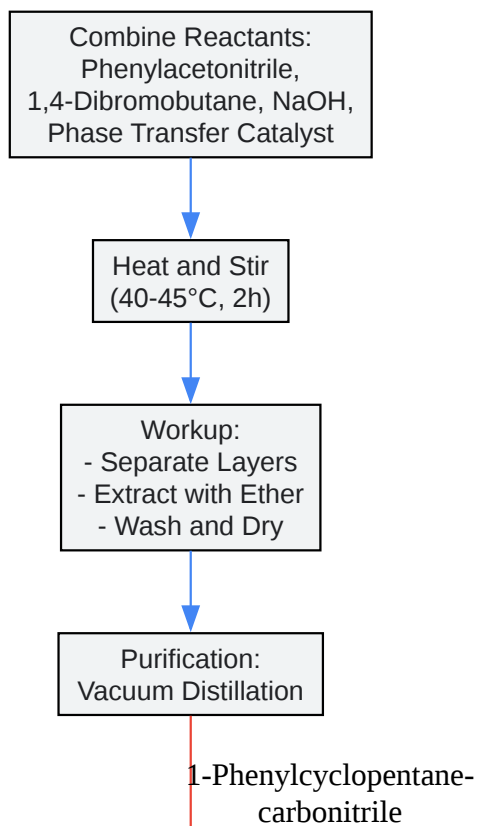 Combine Reactants:
Phenylacetonitrile,
1,4-Dibromobutane, NaOH,
Phase Transfer Catalyst
Heat and Stir
(40-45°C, 2h)
Workup:
- Separate Layers
- Extract with Ether
- Wash and Dry
Purification:
Vacuum Distillation
1-Phenylcyclopentane-
carbonitrile